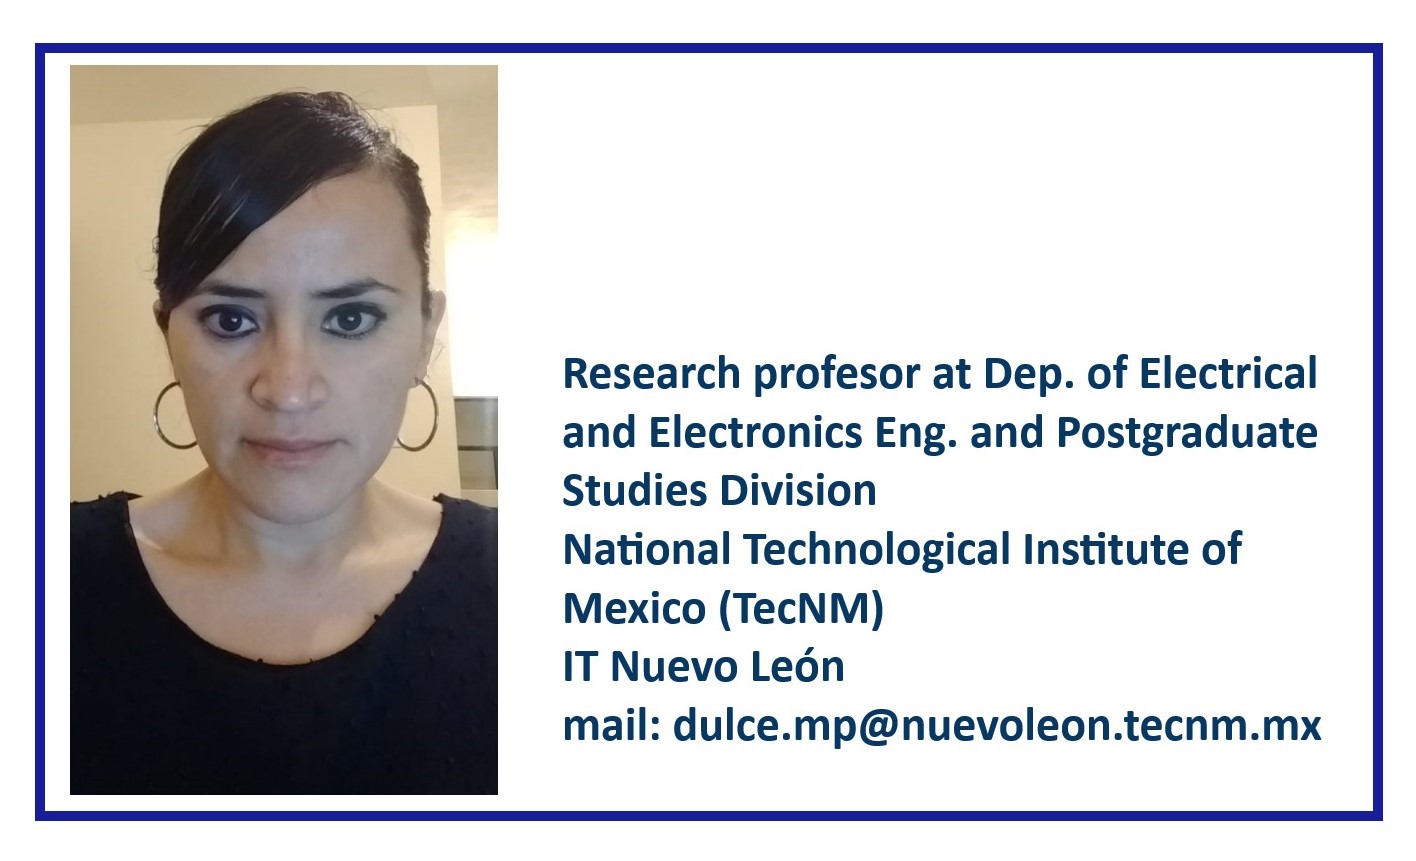 Research profesor at Dep. of Electrical
and Electronics Eng. and Postgraduate
Studies Division
National Technological Institute of
Mexico (TecNM)
IT Nuevo León
mail: dulce.mp@nuevoleon.tecnm.mx